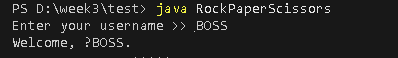 PS D:\week3\test> java RockPaperScissors
Enter your username >> BOSS
Welcome, ?BOSS.